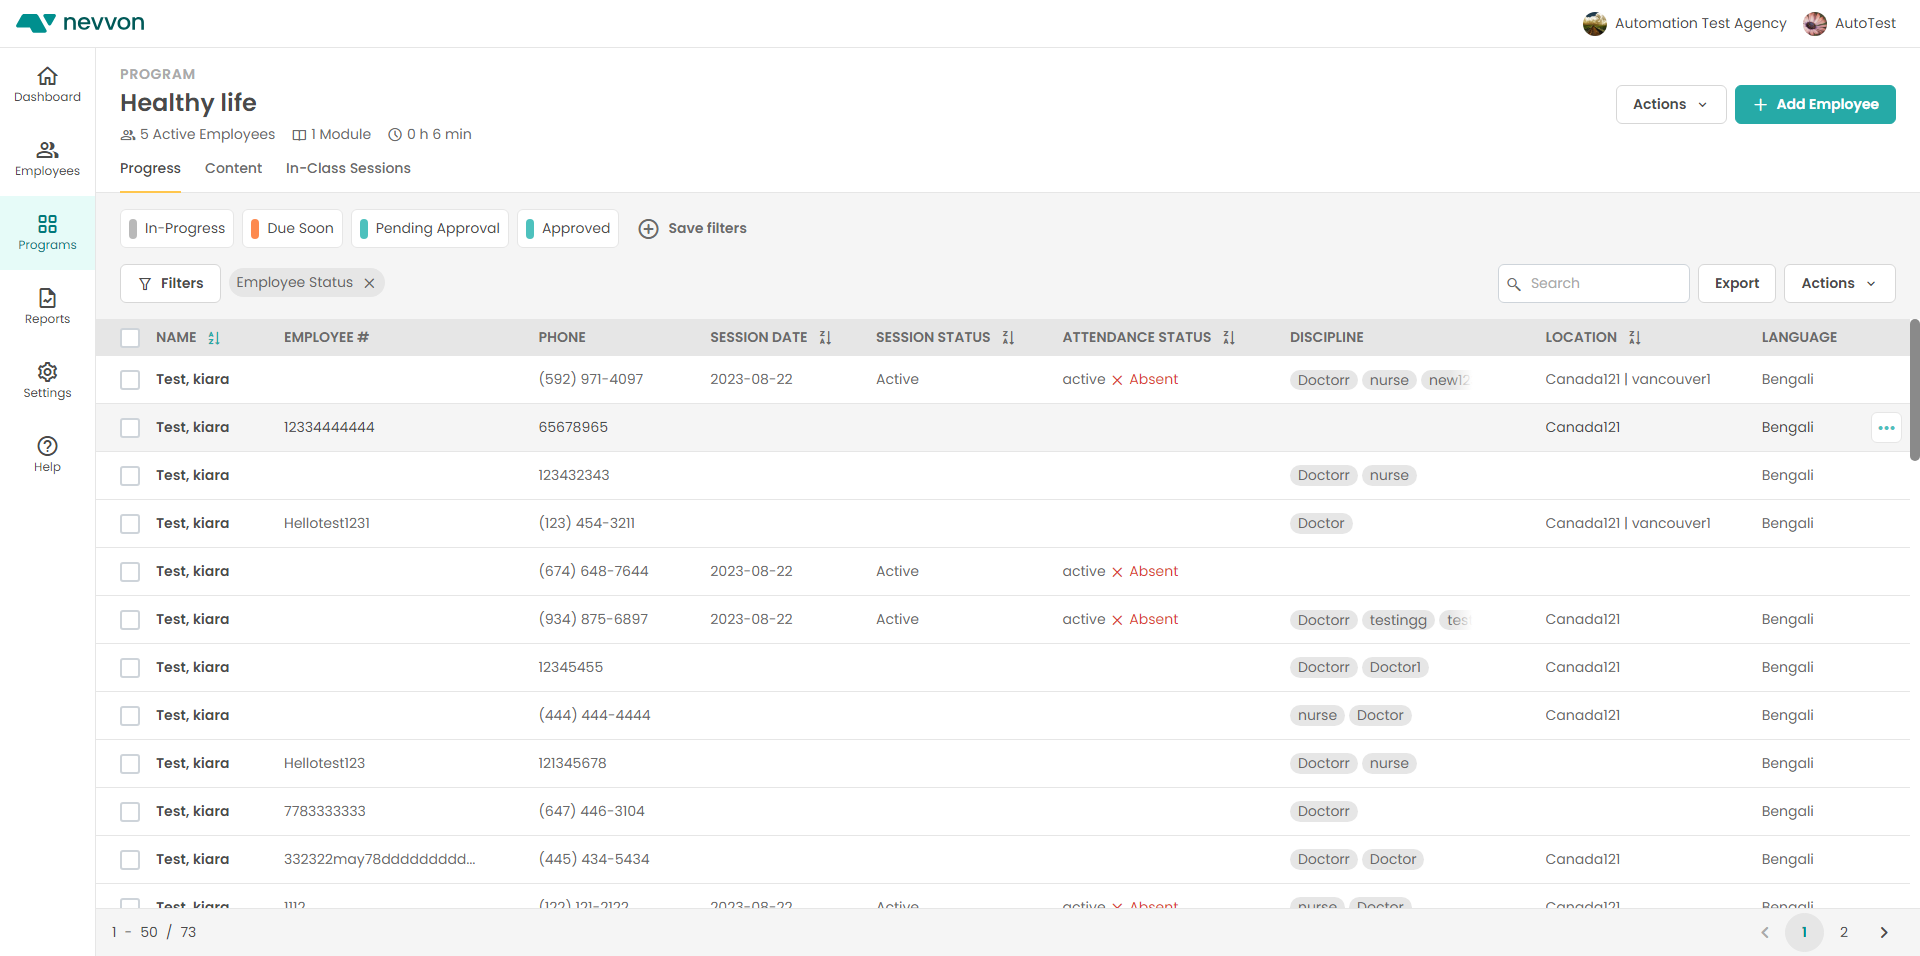 nevvon
Automation Test Agency AutoTest
Dashboard
Employees
Programs
Reports
Settings
Help
PROGRAM
Healthy life
5 Active Employees 1 Module 0 h 6 min
Actions + Add Employee
Progress Content In-Class Sessions
In-Progress Due Soon Pending Approval Approved Save filters
Filters Employee Status Search Export Actions
NAME EMPLOYEE # PHONE SESSION DATE SESSION STATUS ATTENDANCE STATUS DISCIPLINE LOCATION LANGUAGE
Test, kiara (592) 971-4097 2023-08-22 Active active Absent Doctorr nurse new12 Canada121 | vancouver1 Bengali
Test, kiara 12334444444 65678965 Canada121 Bengali
Test, kiara 123432343 Doctorr nurse Bengali
Test, kiara Hellotest1231 (123) 454-3211 Doctor Canada121 | vancouver1 Bengali
Test, kiara (674) 648-7644 2023-08-22 Active active Absent
Test, kiara (934) 875-6897 2023-08-22 Active active Absent Doctorr testingg tes Canada121 Bengali
Test, kiara 12345455 Doctorr Doctor1 Canada121 Bengali
Test, kiara (444) 444-4444 nurse Doctor Canada121 Bengali
Test, kiara Hellotest123 121345678 Doctorr nurse Bengali
Test, kiara 7783333333 (647) 446-3104 Doctorr Bengali
Test, kiara 332322may78dddddddddd... (445) 434-5434 Doctorr Doctor Canada121 Bengali
Test, kiara 1112 (122) 121-2122 2023-08-22 Active active Absent nurse Doctor Canada121 Bengali
1 - 50 / 73 1 2